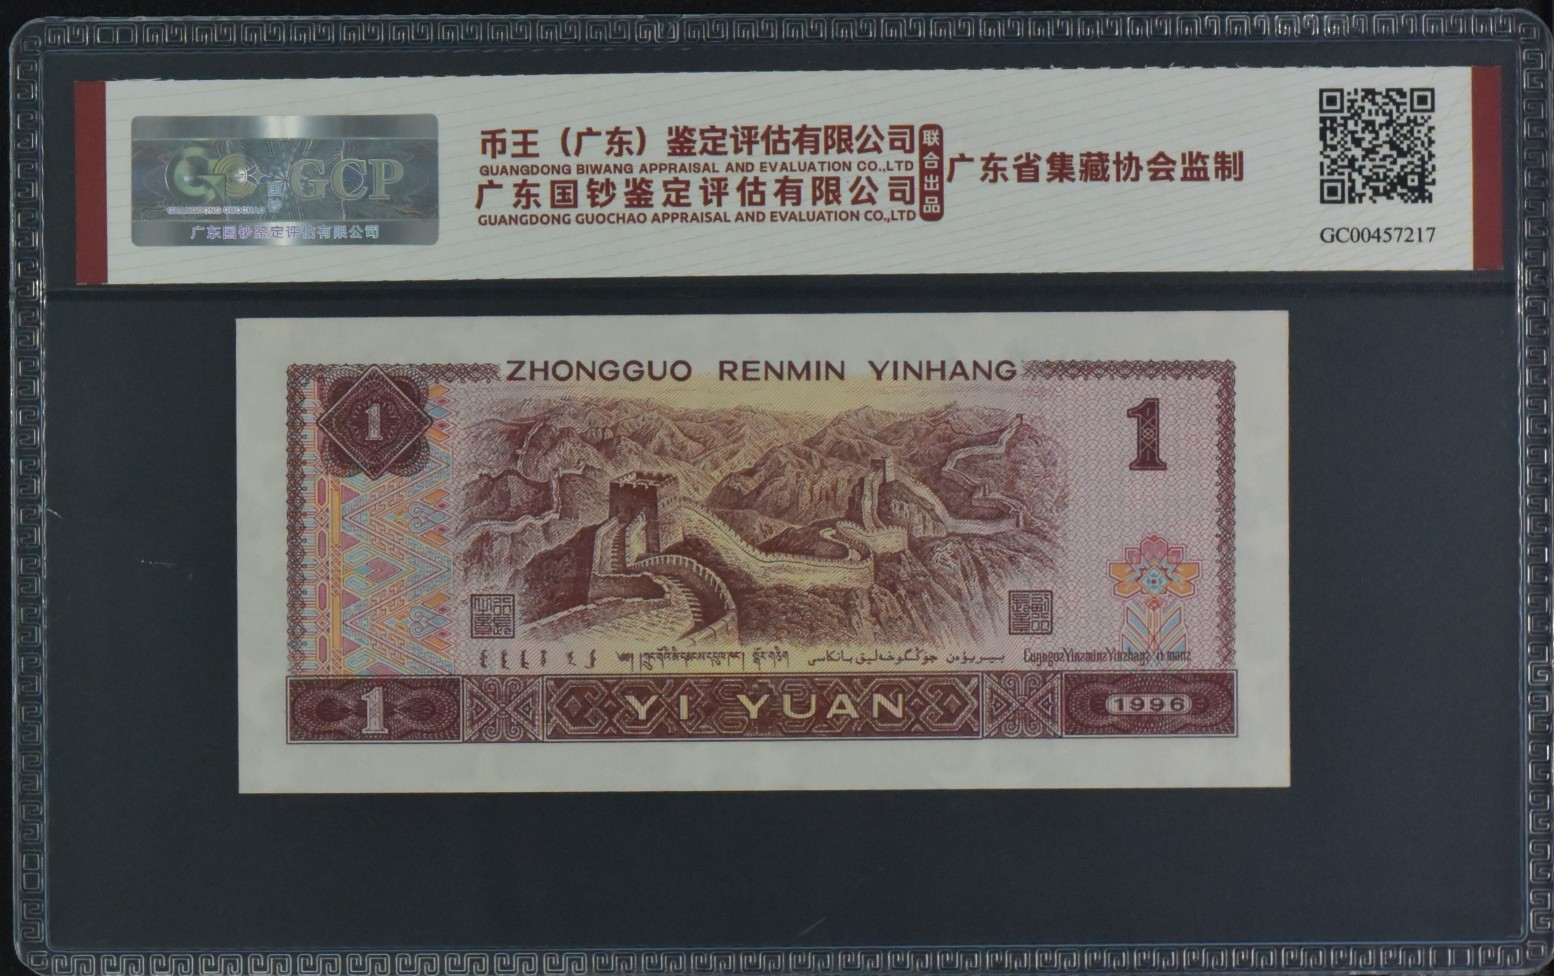 GCP
GUANGDONG GUOCHAO
广东国钞鉴定评估有限公司
币王（广东）鉴定评估有限公司
GUANGDONG BIWANG APPRAISAL AND EVALUATION CO.,LTD
广东国钞鉴定评估有限公司
GUANGDONG GUOCHAO APPRAISAL AND EVALUATION CO.,LTD
联合出品
广东省集藏协会监制
GC00457217
ZHONGGUO RENMIN YINHANG
1
1
1
YI YUAN
1996